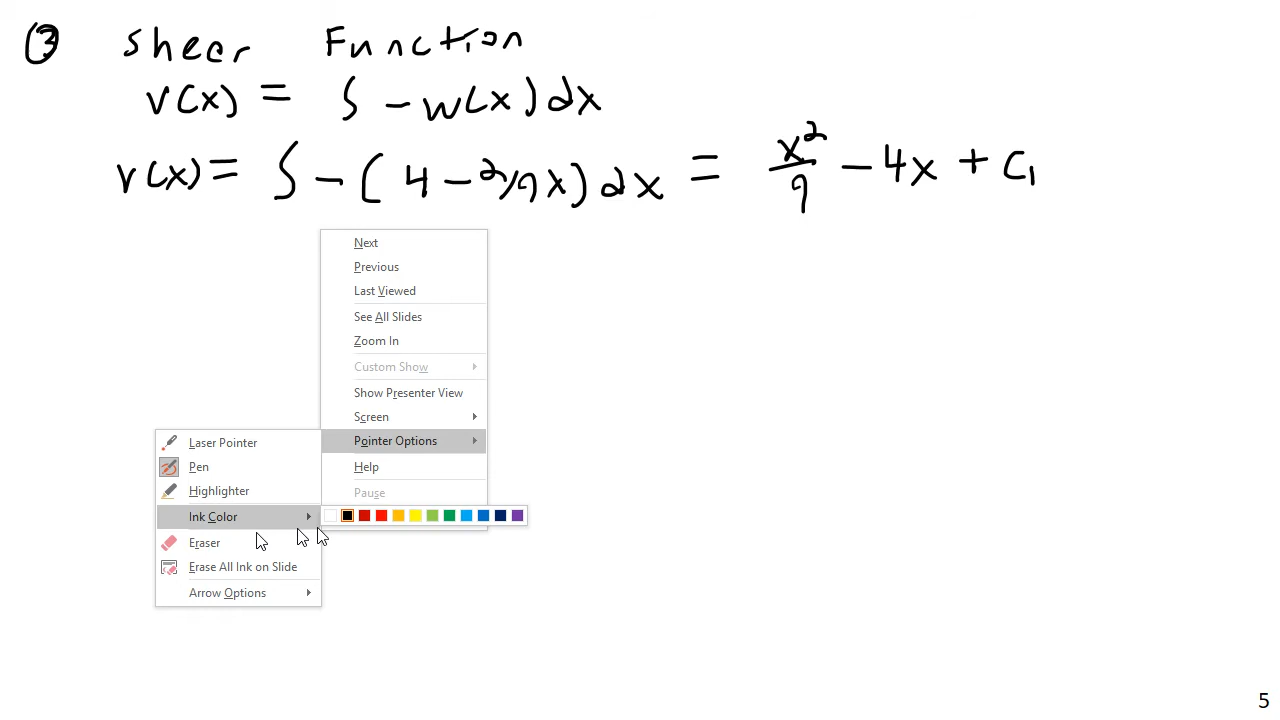 ③ Shear Function
V(x) = ∫ -w(x) dx
V(x) = ∫ -(4 - 2/9 x) dx = x²/9 - 4x + C₁
Next
Previous
Last Viewed
See All Slides
Zoom In
Custom Show
Show Presenter View
Screen
Pointer Options
Help
Pause
Laser Pointer
Pen
Highlighter
Ink Color
Eraser
Erase All Ink on Slide
Arrow Options
5